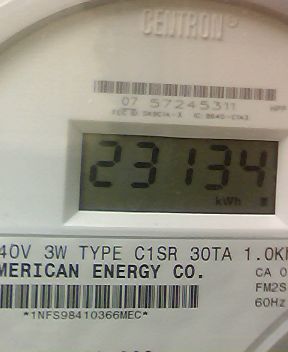 CENTRON
07 57245311
23134
kWh
40V 3W TYPE C1SR 30TA 1.0K
MERICAN ENERGY CO.
CA 0
FM2S
60Hz
*1NFS98410366MEC*